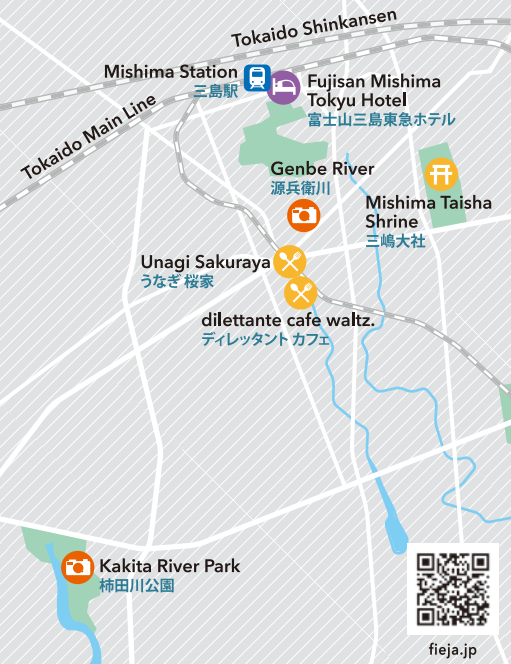 Tokaido Shinkansen
Mishima Station
三島駅
Fujisan Mishima
Tokyu Hotel
富士山三島東急ホテル
Tokaido Main Line
Genbe River
源兵衛川
Mishima Taisha
Shrine
三嶋大社
Unagi Sakuraya
うなぎ 桜家
dilettante cafe waltz.
ディレッタント カフェ
Kakita River Park
柿田川公園
fieja.jp